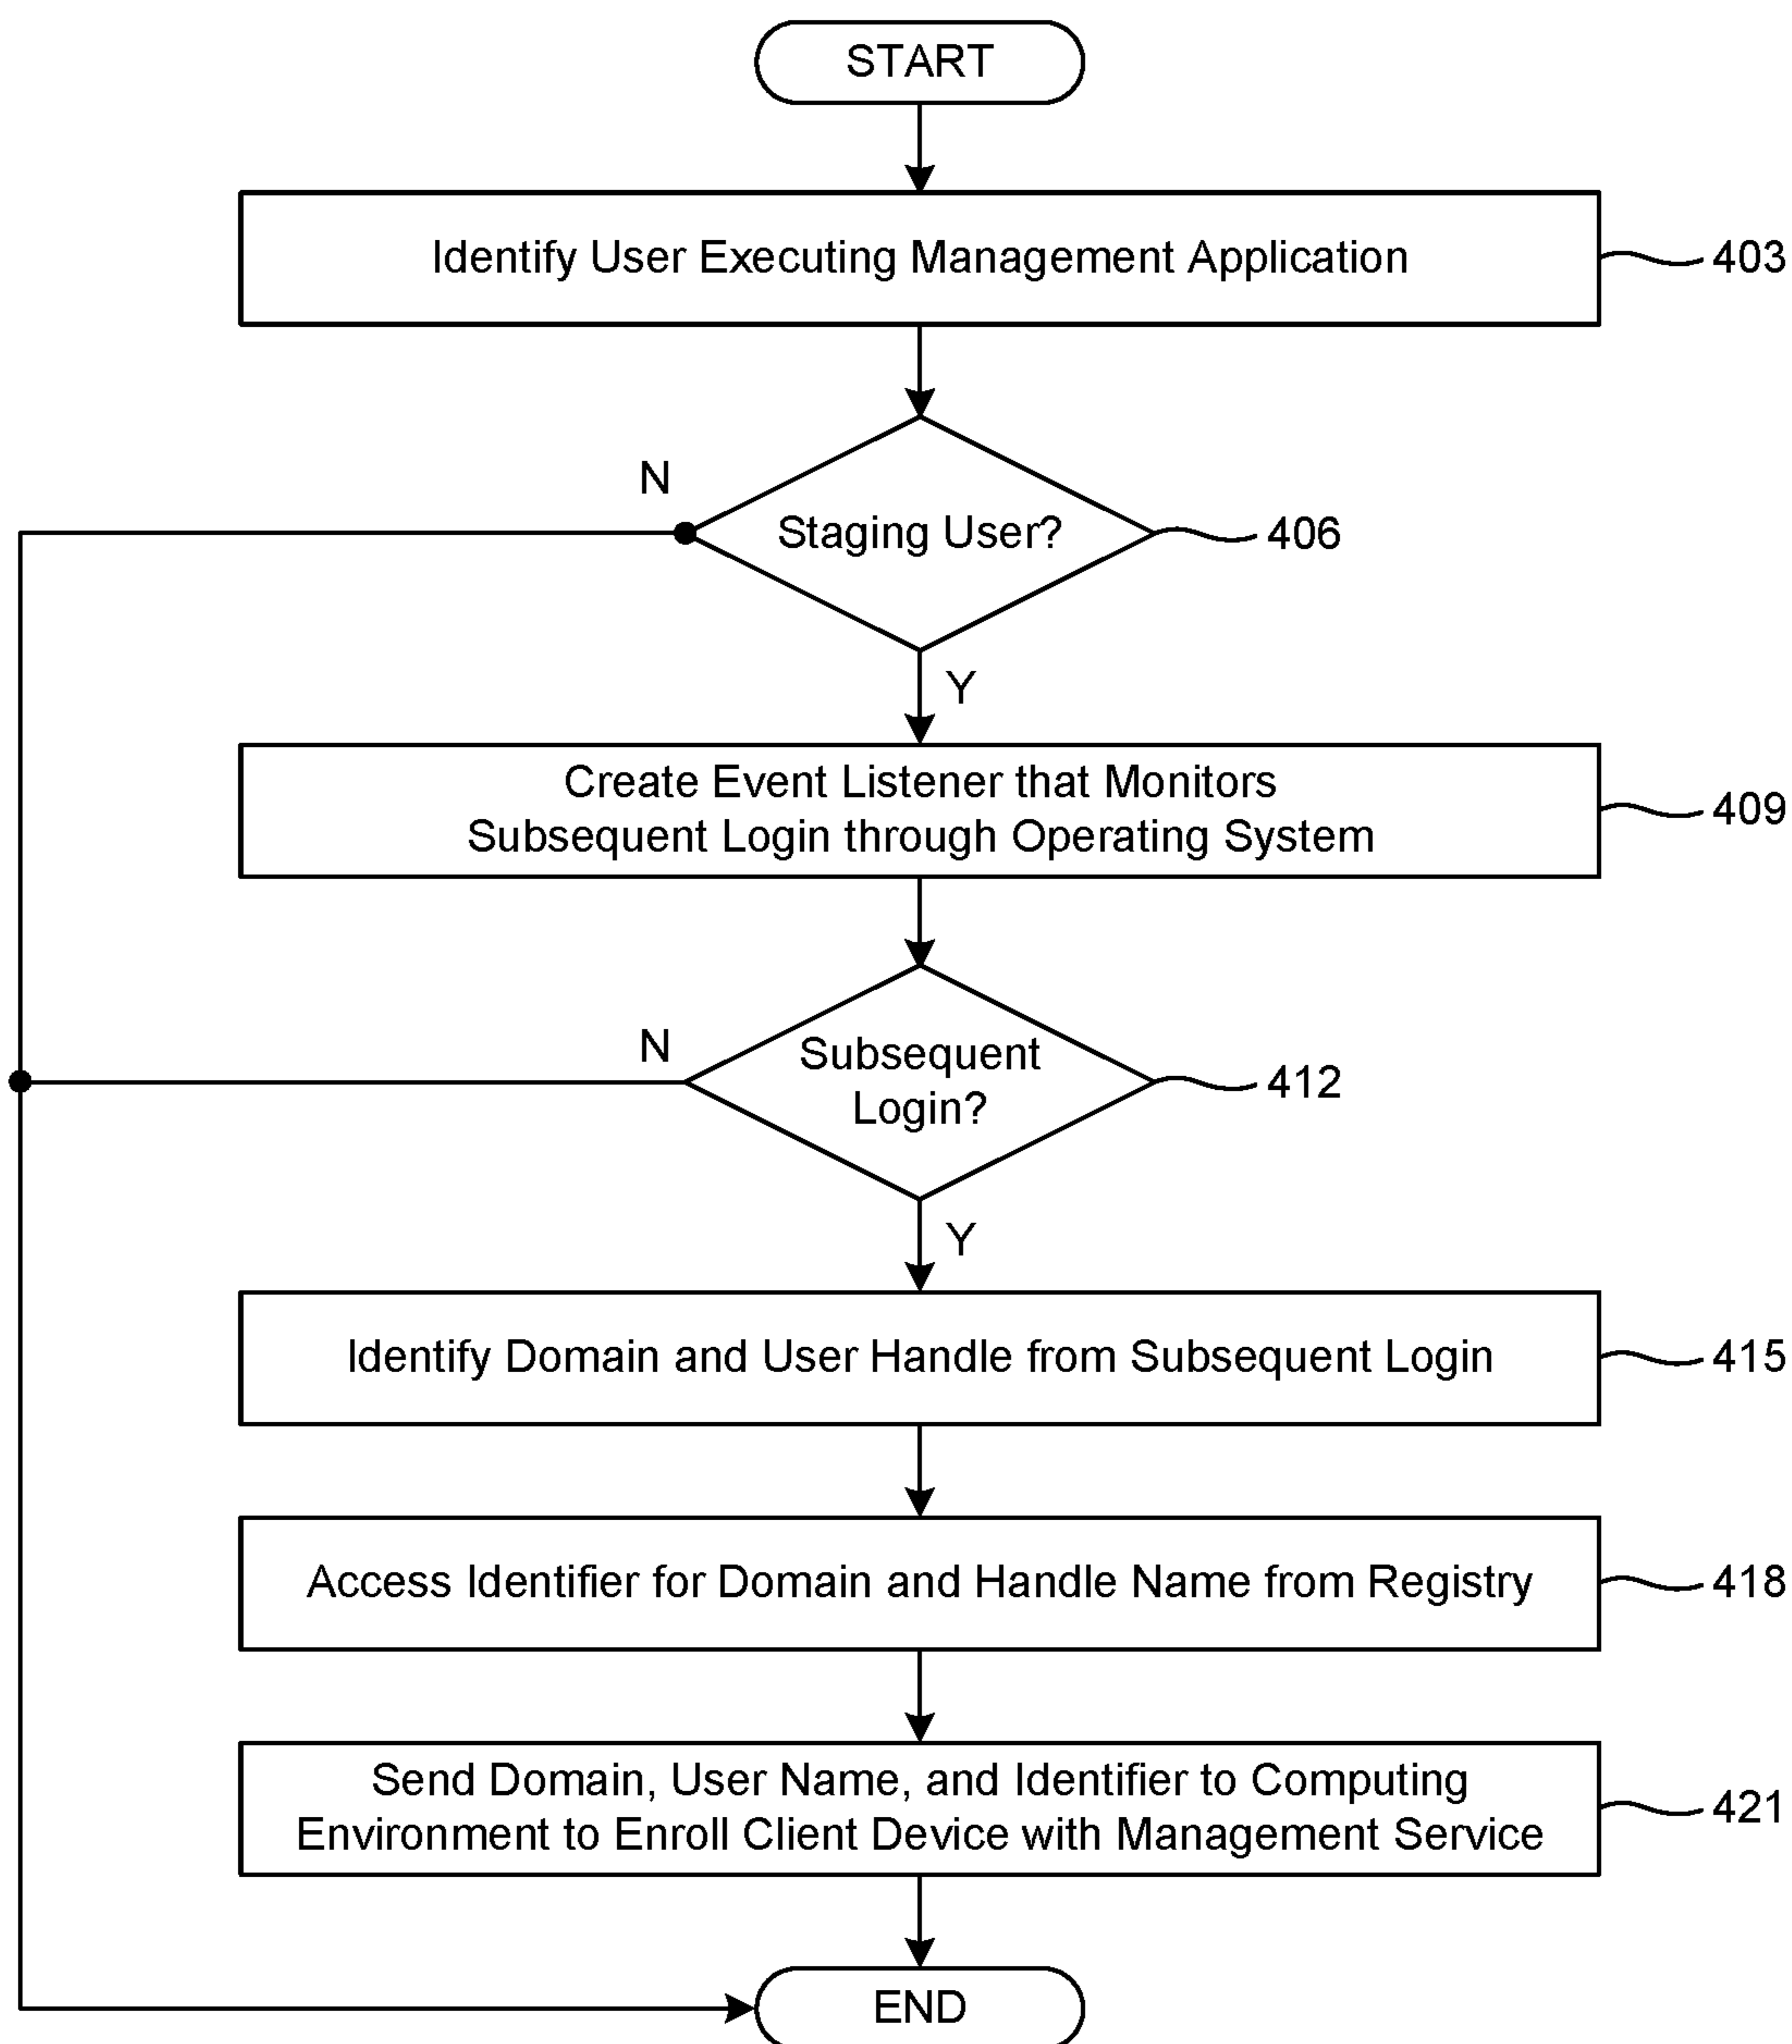 START
Identify User Executing Management Application
403
N
Staging User?
406
Y
Create Event Listener that Monitors
Subsequent Login through Operating System
409
N
Subsequent
Login?
412
Y
Identify Domain and User Handle from Subsequent Login
415
Access Identifier for Domain and Handle Name from Registry
418
Send Domain, User Name, and Identifier to Computing
Environment to Enroll Client Device with Management Service
421
END